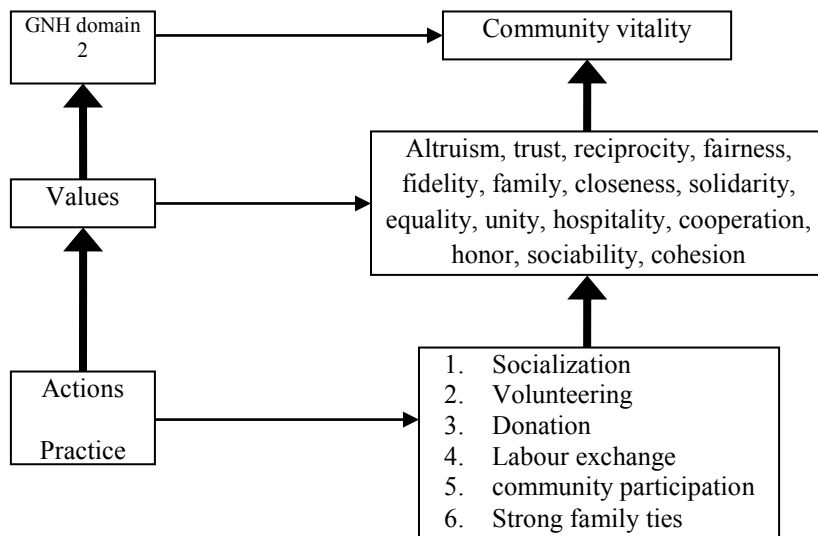 GNH domain
2
Community vitality
Values
Altruism, trust, reciprocity, fairness,
fidelity, family, closeness, solidarity,
equality, unity, hospitality, cooperation,
honor, sociability, cohesion
Actions
Practice
1. Socialization
2. Volunteering
3. Donation
4. Labour exchange
5. community participation
6. Strong family ties